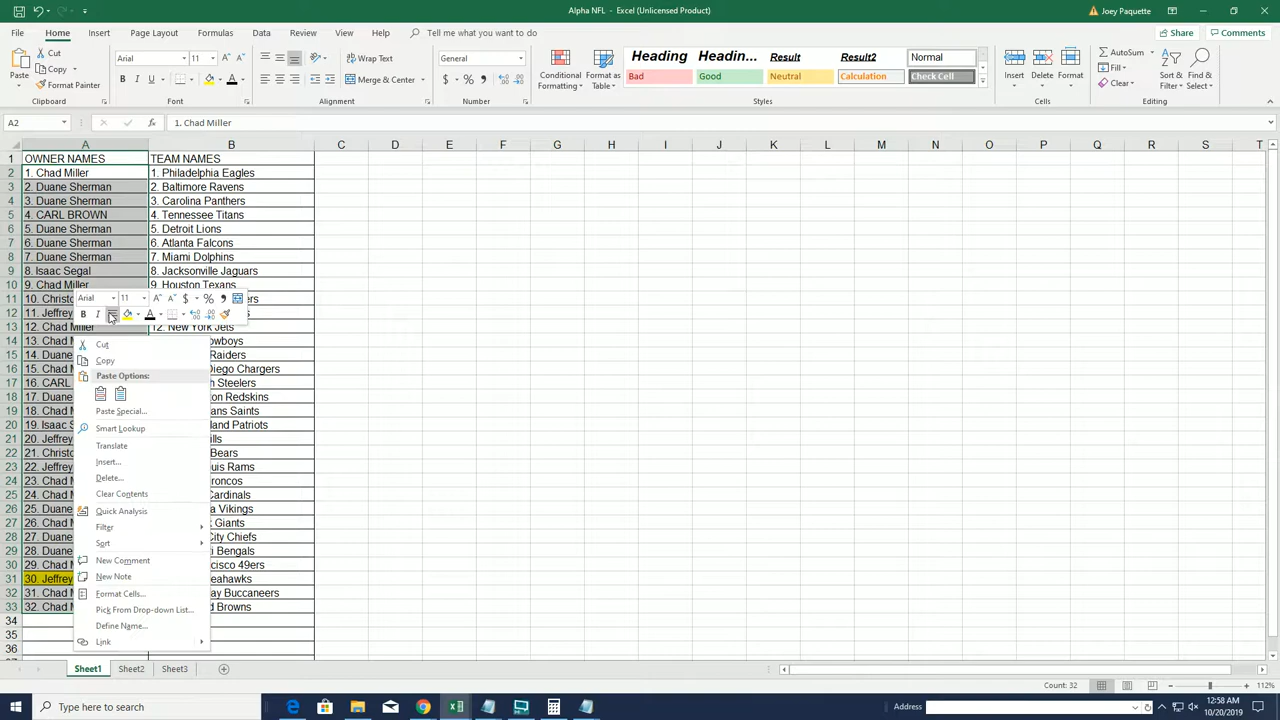 Alpha NFL - Excel (Unlicensed Product)
Joey Paquette
File Home Insert Page Layout Formulas Data Review View Help Tell me what you want to do
Share Comments
Paste
Cut
Copy
Format Painter
Clipboard
Arial 11
B I U
Font
Wrap Text
Merge & Center
Alignment
General
$ % ,
Number
Conditional Formatting
Format as Table
Heading Headin... Result Result2 Normal
Bad Good Neutral Calculation Check Cell
Styles
Insert Delete Format
Cells
AutoSum
Fill
Clear
Sort & Filter
Find & Select
Editing
A2 fx 1. Chad Miller
A B C D E F G H I J K L M N O P Q R S T
1 OWNER NAMES TEAM NAMES
2 1. Chad Miller 1. Philadelphia Eagles
3 2. Duane Sherman 2. Baltimore Ravens
4 3. Duane Sherman 3. Carolina Panthers
5 4. CARL BROWN 4. Tennessee Titans
6 5. Duane Sherman 5. Detroit Lions
7 6. Duane Sherman 6. Atlanta Falcons
8 7. Duane Sherman 7. Miami Dolphins
9 8. Isaac Segal 8. Jacksonville Jaguars
10 9. Chad Miller 9. Houston Texans
11 10. Christo ers
12 11. Jeffrey
13 12. Chad Miller 12. New York Jets
14 13. Chad M owboys
15 14. Duane Raiders
16 15. Chad M Diego Chargers
17 16. CARL h Steelers
18 17. Duane ton Redskins
19 18. Chad M ans Saints
20 19. Isaac S land Patriots
21 20. Jeffrey ills
22 21. Christo Bears
23 22. Jeffrey uis Rams
24 23. Chad M roncos
25 24. Chad M Cardinals
26 25. Duane a Vikings
27 26. Chad M Giants
28 27. Duane City Chiefs
29 28. Duane ti Bengals
30 29. Chad M cisco 49ers
31 30. Jeffrey eahawks
32 31. Chad M ay Buccaneers
33 32. Chad M d Browns
34
35
36
Arial 11 $ % ,
B I
Cut
Copy
Paste Options:
Paste Special...
Smart Lookup
Translate
Insert...
Delete...
Clear Contents
Quick Analysis
Filter
Sort
New Comment
New Note
Format Cells...
Pick From Drop-down List...
Define Name...
Link
Sheet1 Sheet2 Sheet3
Count: 32
112%
Type here to search
Address
12:58 AM
10/20/2019